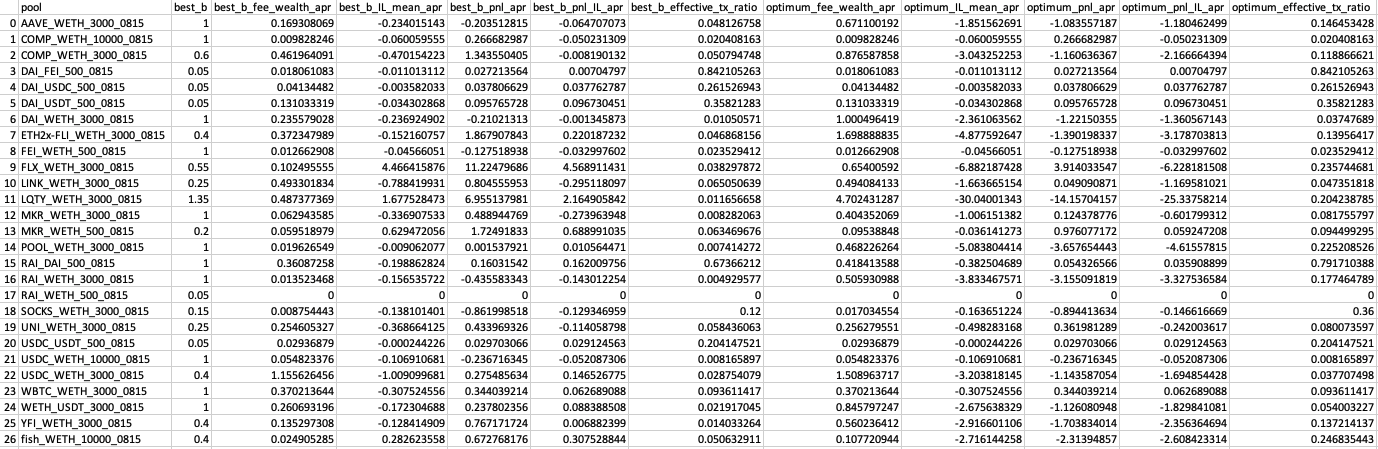 pool best_b best_b_fee_wealth_apr best_b_IL_mean_apr best_b_pnl_apr best_b_pnl_IL_apr best_b_effective_tx_ratio optimum_fee_wealth_apr optimum_IL_mean_apr optimum_pnl_apr optimum_pnl_IL_apr optimum_effective_tx_ratio
0 AAVE_WETH_3000_0815 1 0.169308069 -0.234015143 -0.203512815 -0.064707073 0.048126758 0.671100192 -1.851562691 -1.083557187 -1.180462499 0.146453428
1 COMP_WETH_10000_0815 1 0.009828246 -0.060059555 0.266682987 -0.050231309 0.020408163 0.009828246 -0.060059555 0.266682987 -0.050231309 0.020408163
2 COMP_WETH_3000_0815 0.6 0.461964091 -0.470154223 1.343550405 -0.008190132 0.050794748 0.876587858 -3.043252253 -1.160636367 -2.166664394 0.118866621
3 DAI_FEI_500_0815 0.05 0.018061083 -0.011013112 0.027213564 0.00704797 0.842105263 0.018061083 -0.011013112 0.027213564 0.00704797 0.842105263
4 DAI_USDC_500_0815 0.05 0.04134482 -0.003582033 0.037806629 0.037762787 0.261526943 0.04134482 -0.003582033 0.037806629 0.037762787 0.261526943
5 DAI_USDT_500_0815 0.05 0.131033319 -0.034302868 0.095765728 0.096730451 0.35821283 0.131033319 -0.034302868 0.095765728 0.096730451 0.35821283
6 DAI_WETH_3000_0815 1 0.235579028 -0.236924902 -0.21021313 -0.001345873 0.01050571 1.000496419 -2.361063562 -1.22150355 -1.360567143 0.03747689
7 ETH2x-FLI_WETH_3000_0815 0.4 0.372347989 -0.152160757 1.867907843 0.220187232 0.046868156 1.698888835 -4.877592647 -1.390198337 -3.178703813 0.13956417
8 FEI_WETH_500_0815 1 0.012662908 -0.04566051 -0.127518938 -0.032997602 0.023529412 0.012662908 -0.04566051 -0.127518938 -0.032997602 0.023529412
9 FLX_WETH_3000_0815 0.55 0.102495555 4.466415876 11.22479686 4.568911431 0.038297872 0.65400592 -6.882187428 3.914033547 -6.228181508 0.235744681
10 LINK_WETH_3000_0815 0.25 0.493301834 -0.788419931 0.804555953 -0.295118097 0.065050639 0.494084133 -1.663665154 0.049090871 -1.169581021 0.047351818
11 LQTY_WETH_3000_0815 1.35 0.487377369 1.677528473 6.955137981 2.164905842 0.011656658 4.702431287 -30.04001343 -14.15704157 -25.33758214 0.204238785
12 MKR_WETH_3000_0815 1 0.062943585 -0.336907533 0.488944769 -0.273963948 0.008282063 0.404352069 -1.006151382 0.124378776 -0.601799312 0.081755797
13 MKR_WETH_500_0815 0.2 0.059518979 0.629472056 1.72491833 0.688991035 0.063469676 0.09538848 -0.036141273 0.976077172 0.059247208 0.094499295
14 POOL_WETH_3000_0815 1 0.019626549 -0.009062077 0.001537921 0.010564471 0.007414272 0.468226264 -5.083804414 -3.657654443 -4.61557815 0.225208526
15 RAI_DAI_500_0815 1 0.36087258 -0.198862824 0.16031542 0.162009756 0.67366212 0.418413588 -0.382504689 0.054326566 0.035908899 0.791710388
16 RAI_WETH_3000_0815 1 0.013523468 -0.156535722 -0.435583343 -0.143012254 0.004929577 0.505930988 -3.833467571 -3.155091819 -3.327536584 0.177464789
17 RAI_WETH_500_0815 0.05 0 0 0 0 0 0 0 0 0 0
18 SOCKS_WETH_3000_0815 0.15 0.008754443 -0.138101401 -0.861998518 -0.129346959 0.12 0.017034554 -0.163651224 -0.894413634 -0.146616669 0.36
19 UNI_WETH_3000_0815 0.25 0.254605327 -0.368664125 0.433969326 -0.114058798 0.058436063 0.256279551 -0.498283168 0.361981289 -0.242003617 0.080073597
20 USDC_USDT_500_0815 0.05 0.02936879 -0.000244226 0.029703066 0.029124563 0.204147521 0.02936879 -0.000244226 0.029703066 0.029124563 0.204147521
21 USDC_WETH_10000_0815 1 0.054823376 -0.106910681 -0.236716345 -0.052087306 0.008165897 0.054823376 -0.106910681 -0.236716345 -0.052087306 0.008165897
22 USDC_WETH_3000_0815 0.4 1.155626456 -1.009099681 0.275485634 0.146526775 0.028754079 1.508963717 -3.203818145 -1.143587054 -1.694854428 0.037707498
23 WBTC_WETH_3000_0815 1 0.370213644 -0.307524556 0.344039214 0.062689088 0.093611417 0.370213644 -0.307524556 0.344039214 0.062689088 0.093611417
24 WETH_USDT_3000_0815 1 0.260693196 -0.172304688 0.237802356 0.088388508 0.021917045 0.845797247 -2.675638329 -1.126080948 -1.829841081 0.054003227
25 YFI_WETH_3000_0815 0.4 0.135297308 -0.128414909 0.767171724 0.006882399 0.014033264 0.560236412 -2.916601106 -1.703834014 -2.356364694 0.137214137
26 fish_WETH_10000_0815 0.4 0.024905285 0.282623558 0.672768176 0.307528844 0.050632911 0.107720944 -2.716144258 -2.31394857 -2.608423314 0.246835443